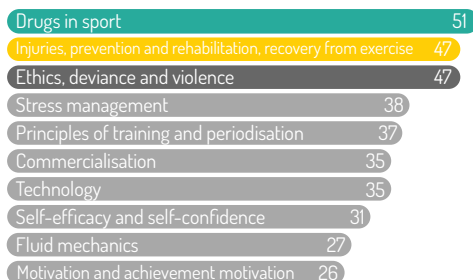 Drugs in sport 51
Injuries, prevention and rehabilitation, recovery from exercise 47
Ethics, deviance and violence 47
Stress management 38
Principles of training and periodisation 37
Commercialisation 35
Technology 35
Self-efficacy and self-confidence 31
Fluid mechanics 27
Motivation and achievement motivation 26